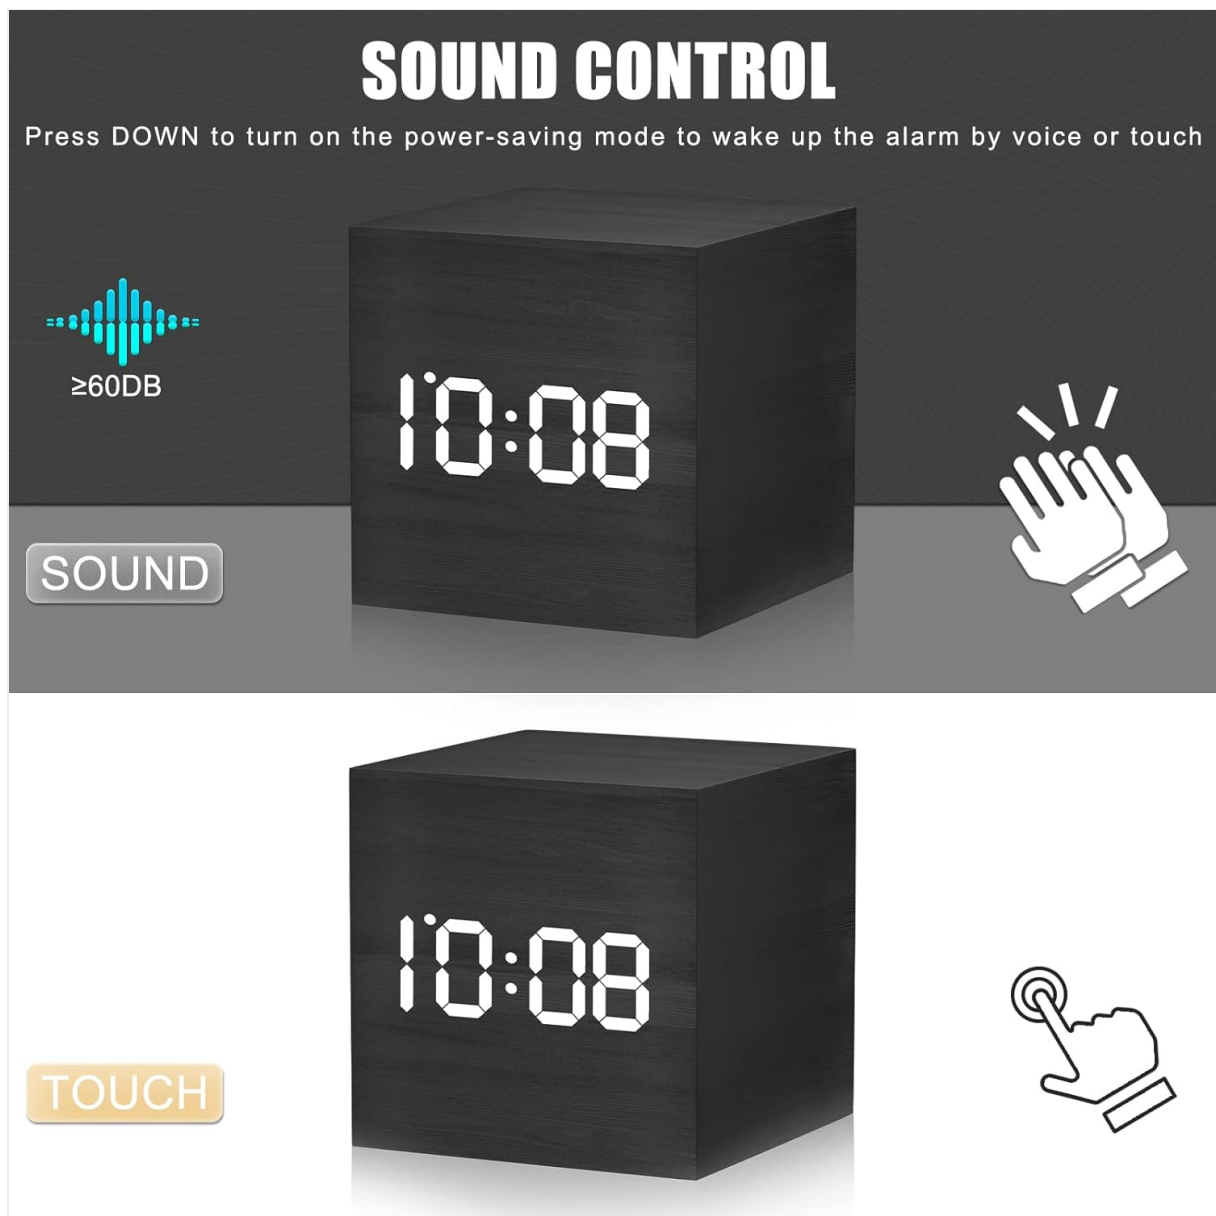 SOUND CONTROL
Press DOWN to turn on the power-saving mode to wake up the alarm by voice or touch
≥60DB
10:08
SOUND
10:08
TOUCH